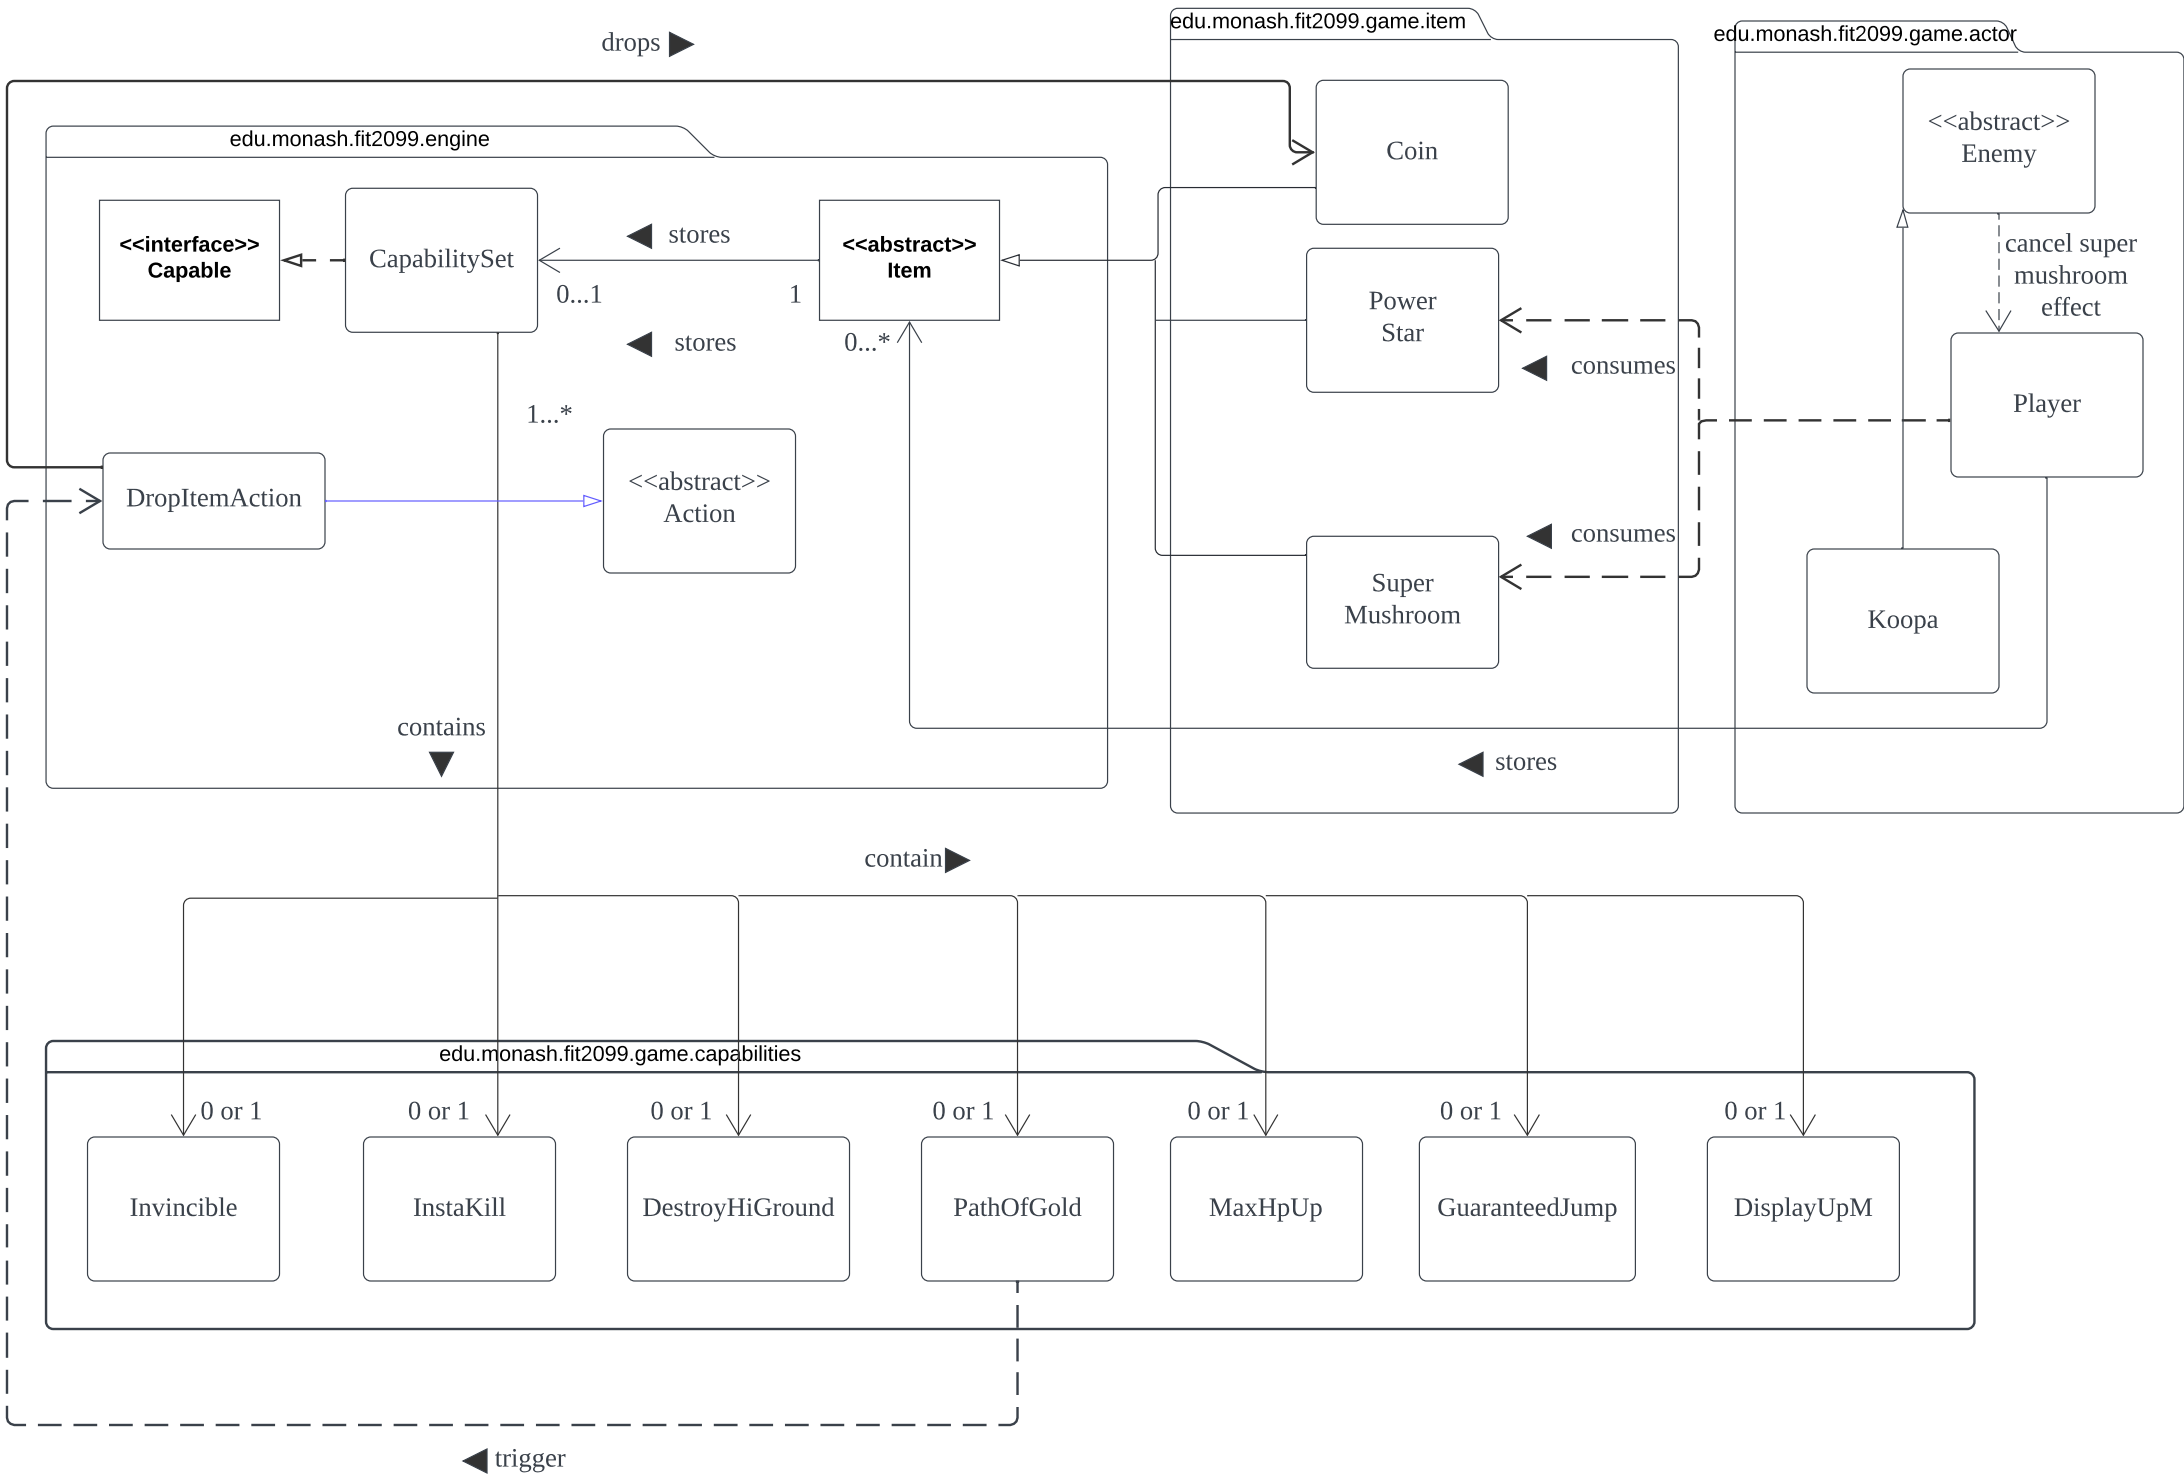 edu.monash.fit2099.game.item
edu.monash.fit2099.game.actor
drops
edu.monash.fit2099.engine
Coin
<<abstract>>
Enemy
<<interface>>
Capable
CapabilitySet
stores
<<abstract>>
Item
0...1
1
stores
0...*
Power
Star
cancel super
mushroom
effect
consumes
Player
1...*
DropItemAction
<<abstract>>
Action
consumes
Super
Mushroom
Koopa
contains
stores
contain
edu.monash.fit2099.game.capabilities
0 or 1
0 or 1
0 or 1
0 or 1
0 or 1
0 or 1
0 or 1
Invincible
InstaKill
DestroyHiGround
PathOfGold
MaxHpUp
GuaranteedJump
DisplayUpM
trigger